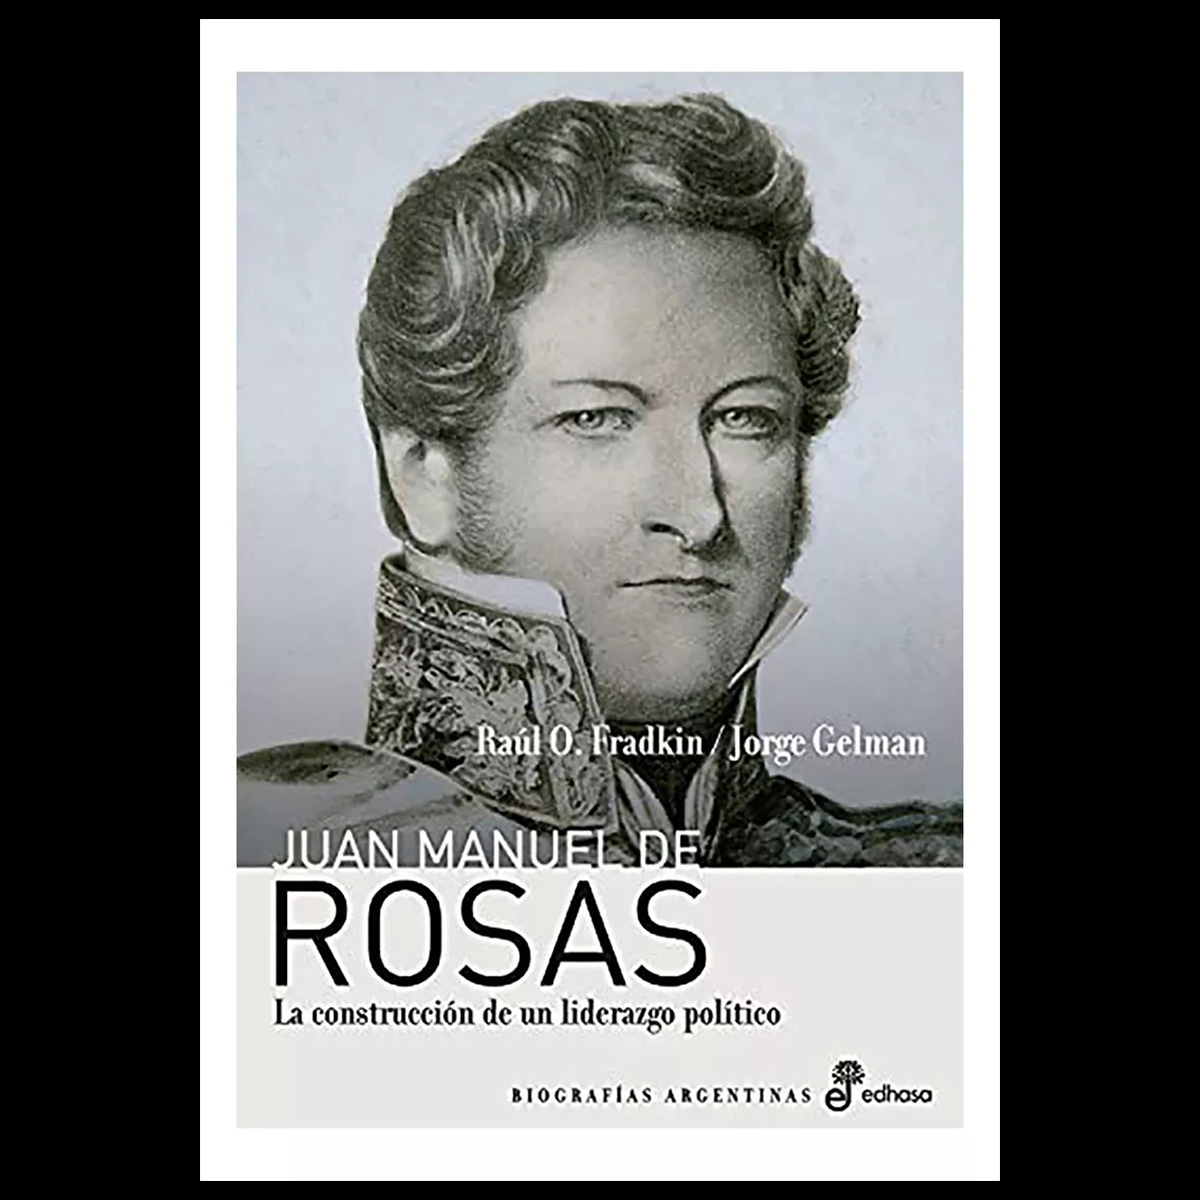 Raúl O. Fradkin / Jorge Gelman
JUAN MANUEL DE
ROSAS
La construcción de un liderazgo político
BIOGRAFÍAS ARGENTINAS edhasa